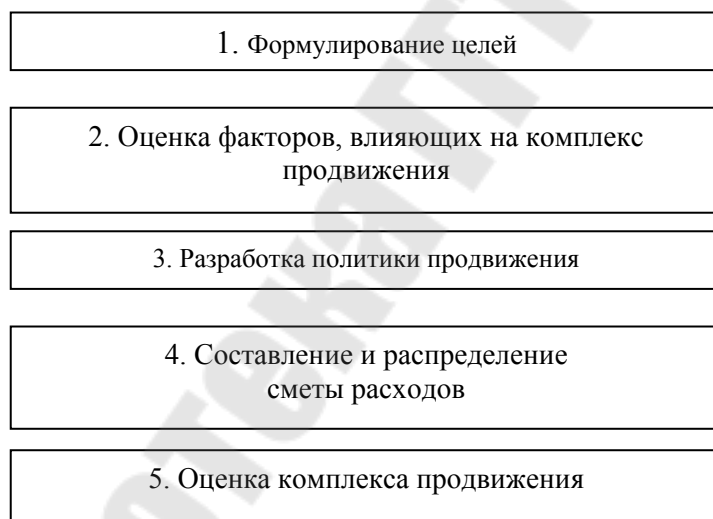 1. Формулирование целей
2. Оценка факторов, влияющих на комплекс
продвижения
3. Разработка политики продвижения
4. Составление и распределение
сметы расходов
5. Оценка комплекса продвижения